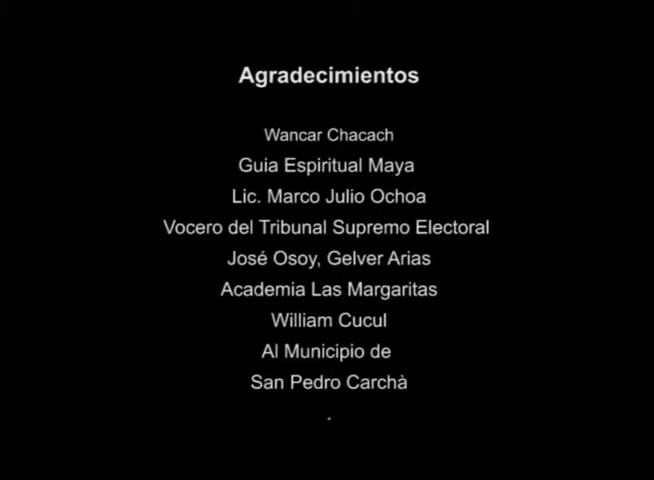 Agradecimientos
Wancar Chacach
Guia Espiritual Maya
Lic. Marco Julio Ochoa
Vocero del Tribunal Supremo Electoral
José Osoy, Gelver Arias
Academia Las Margaritas
William Cucul
Al Municipio de
San Pedro Carchà